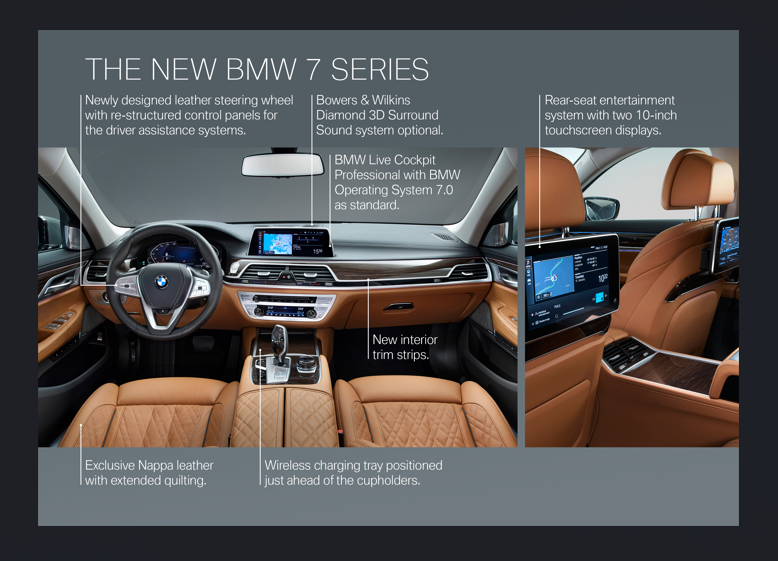 THE NEW BMW 7 SERIES
Newly designed leather steering wheel
with re-structured control panels for
the driver assistance systems.
Bowers & Wilkins
Diamond 3D Surround
Sound system optional.
BMW Live Cockpit
Professional with BMW
Operating System 7.0
as standard.
Rear-seat entertainment
system with two 10-inch
touchscreen displays.
New interior
trim strips.
Exclusive Nappa leather
with extended quilting.
Wireless charging tray positioned
just ahead of the cupholders.